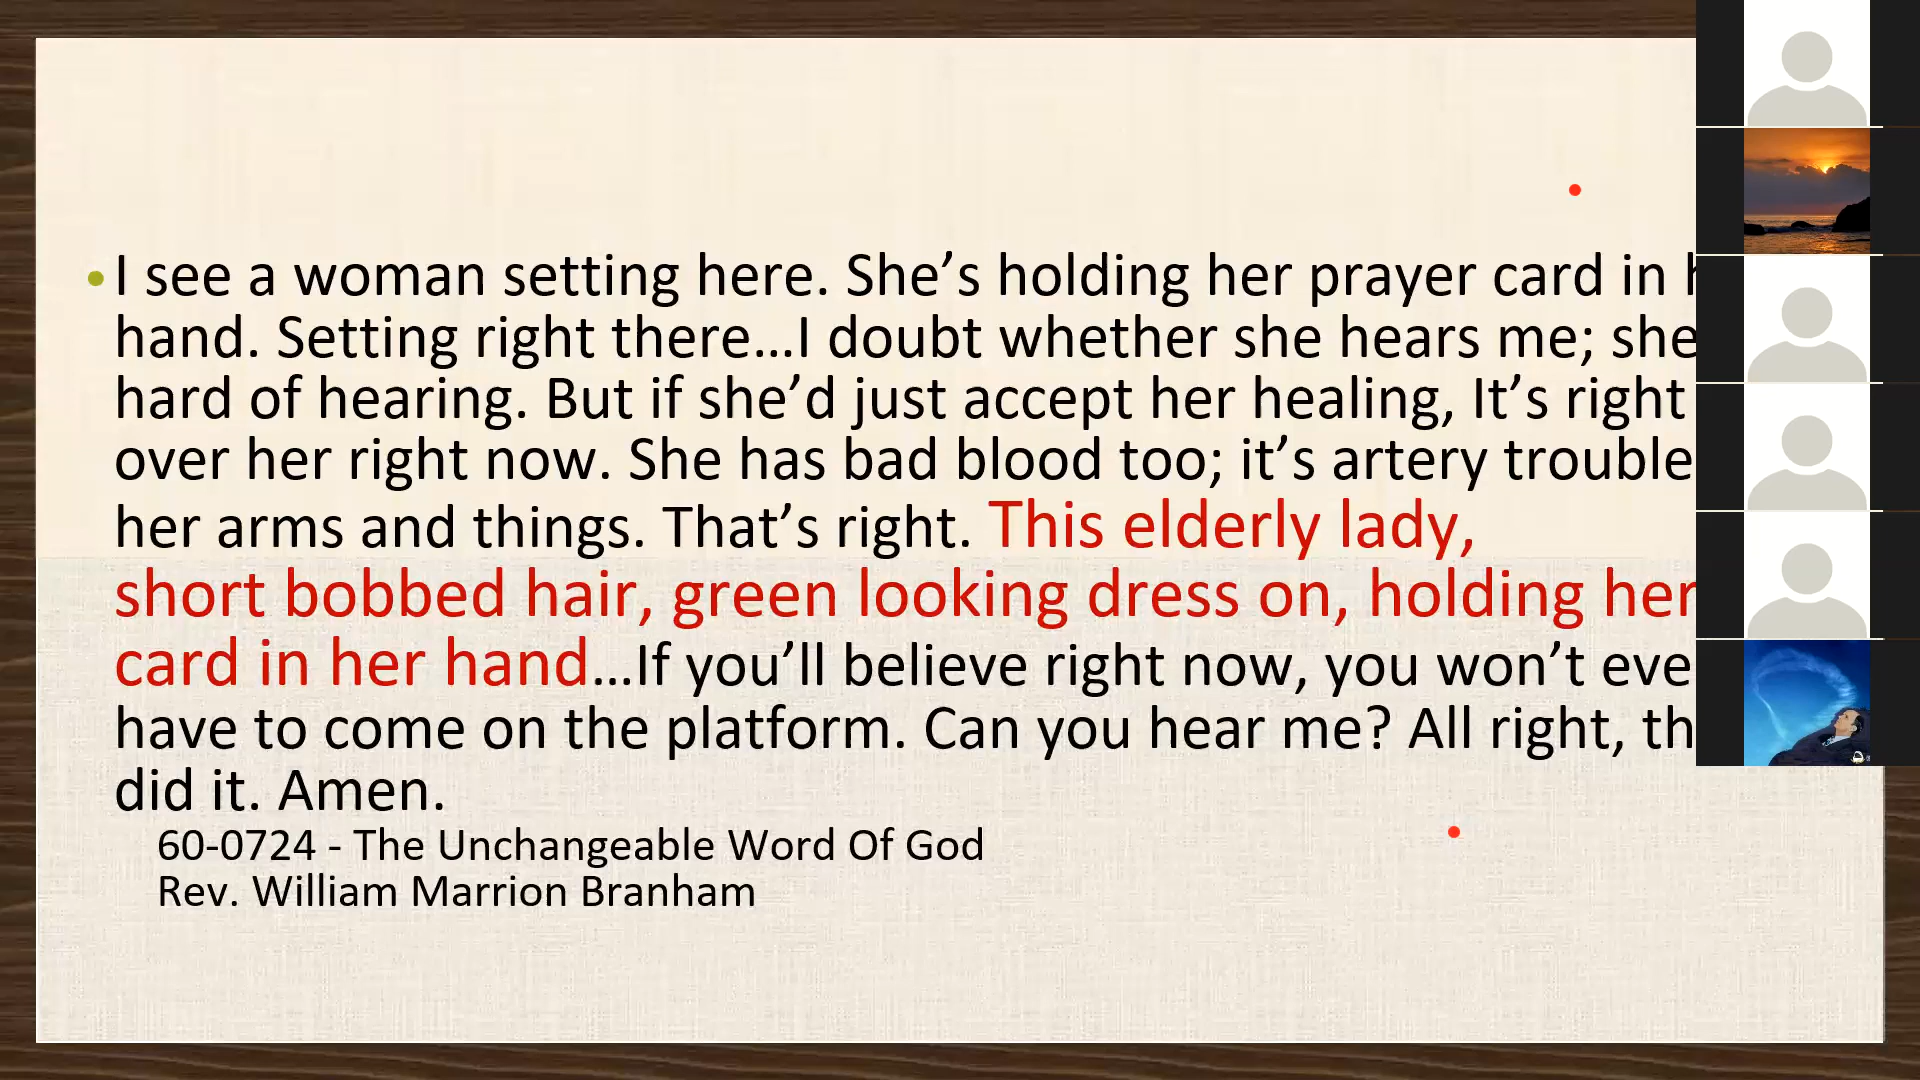 I see a woman setting here. She’s holding her prayer card in
hand. Setting right there…I doubt whether she hears me; she
hard of hearing. But if she’d just accept her healing, It’s right
over her right now. She has bad blood too; it’s artery trouble
her arms and things. That’s right. This elderly lady,
short bobbed hair, green looking dress on, holding her
card in her hand…If you’ll believe right now, you won’t eve
have to come on the platform. Can you hear me? All right, th
did it. Amen.
60-0724 - The Unchangeable Word Of God
Rev. William Marrion Branham